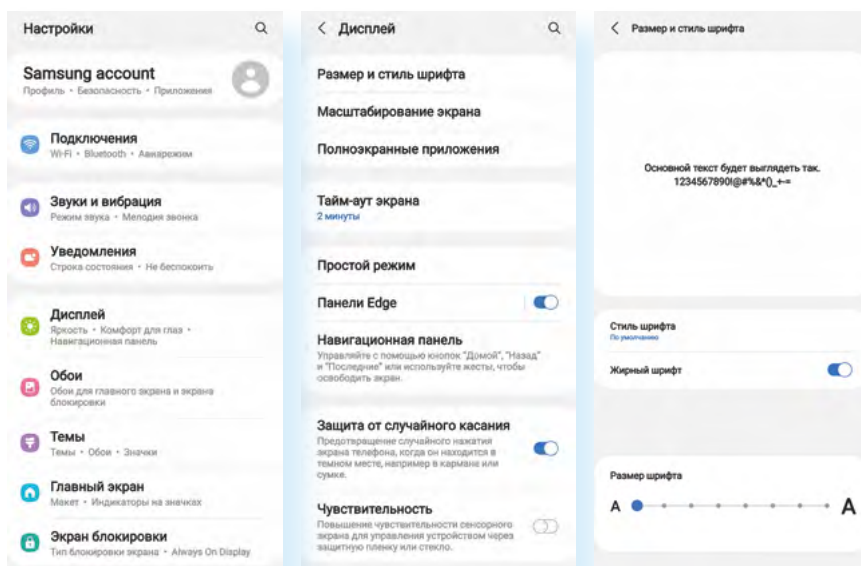 Настройки
Samsung account
Профиль • Безопасность • Приложения
Подключения
Wi-Fi • Bluetooth • Авиарежим
Звуки и вибрация
Режим звука • Мелодия звонка
Уведомления
Строка состояния • Не беспокоить
Дисплей
Яркость • Комфорт для глаз •
Навигационная панель
Обои
Обои для главного экрана и экрана
блокировки
Темы
Темы • Обои • Значки
Главный экран
Макет • Индикаторы на значках
Экран блокировки
Тип блокировки экрана • Always On Display
Дисплей
Размер и стиль шрифта
Масштабирование экрана
Полноэкранные приложения
Тайм-аут экрана
2 минуты
Простой режим
Панели Edge
Навигационная панель
Управляйте с помощью кнопок "Домой", "Назад"
и "Последние" или используйте жесты, чтобы
освободить экран.
Защита от случайного касания
Предотвращение случайного нажатия
экрана телефона, когда он находится в
темном месте, например в кармане или
сумке.
Чувствительность
Повышение чувствительности сенсорного
экрана для управления устройством через
защитную пленку или стекло.
Размер и стиль шрифта
Основной текст будет выглядеть так.
1234567890!@#%&*()_+-=
Стиль шрифта
По умолчанию
Жирный шрифт
Размер шрифта
A A